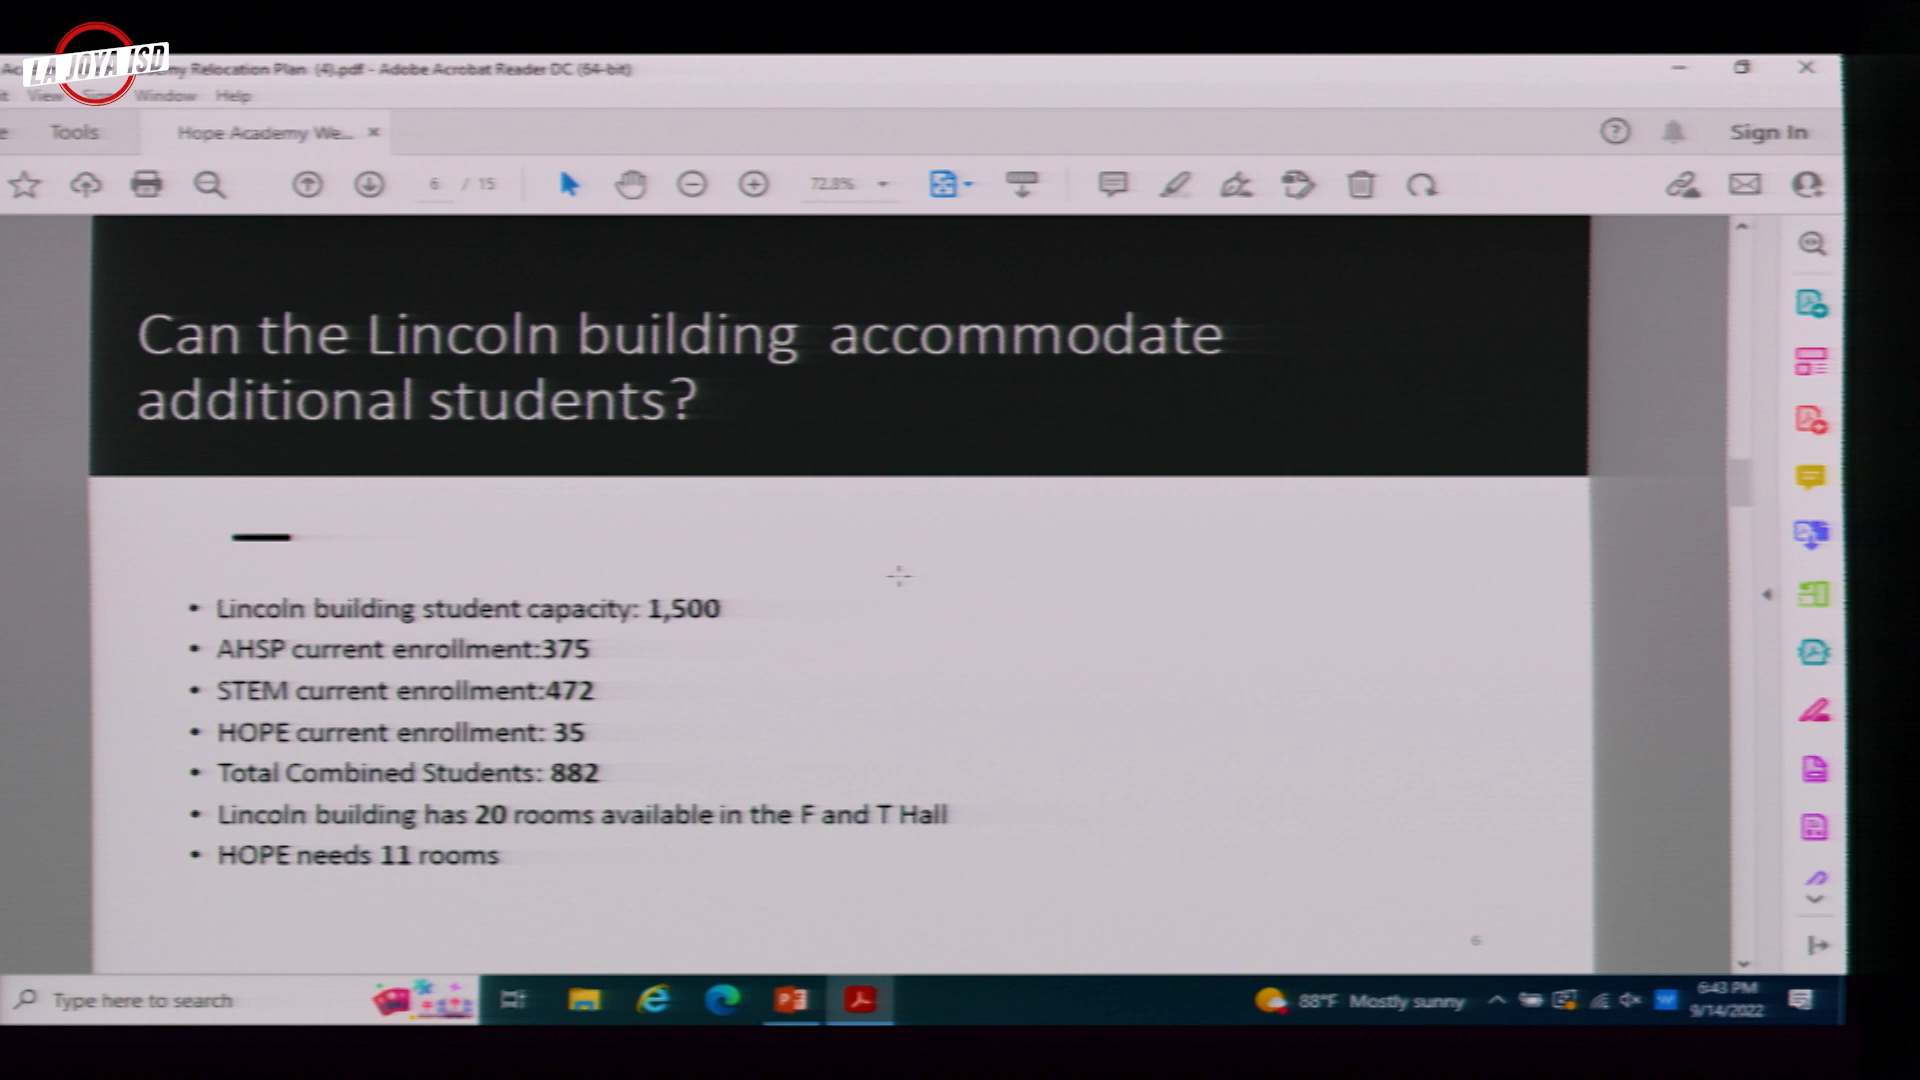 LA JOYA ISD
my Relocation Plan (4).pdf - Adobe Acrobat Reader DC (64-bit)
View Sign Window Help
Tools Hope Academy We... × Sign In
6 / 15 72.8%
Can the Lincoln building accommodate
additional students?
• Lincoln building student capacity: 1,500
• AHSP current enrollment:375
• STEM current enrollment:472
• HOPE current enrollment: 35
• Total Combined Students: 882
• Lincoln building has 20 rooms available in the F and T Hall
• HOPE needs 11 rooms
6
Type here to search
88°F Mostly sunny
6:43 PM
9/14/2022